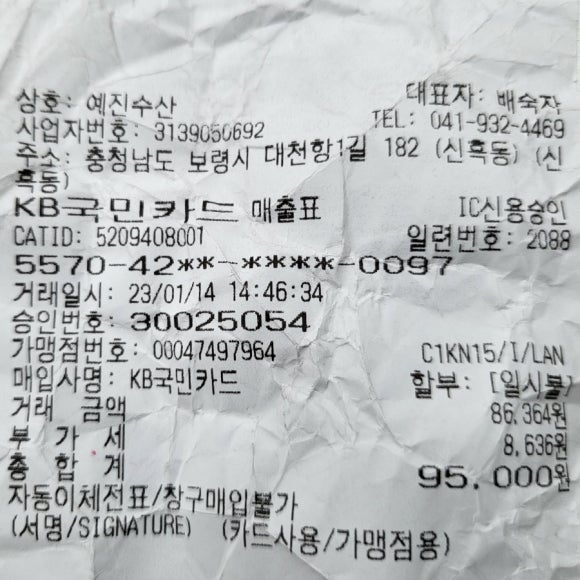 상호: 예진수산 대표자: 배숙자
사업자번호: 3139050692 TEL: 041-932-4469
주소: 충청남도 보령시 대천항1길 182 (신흑동) (신
흑동)
KB국민카드 매출표 IC신용승인
CATID: 5209408001 일련번호: 2088
5570-42**-****-0097
거래일시: 23/01/14 14:46:34
승인번호: 30025054
가맹점번호: 00047497964 C1KN15/I/LAN
매입사명: KB국민카드 할부: [일시불]
거래 금액 86,364원
부 가 세 8,636원
총 합 계 95,000원
자동이체전표/창구매입불가
(서명/SIGNATURE) (카드사용/가맹점용)